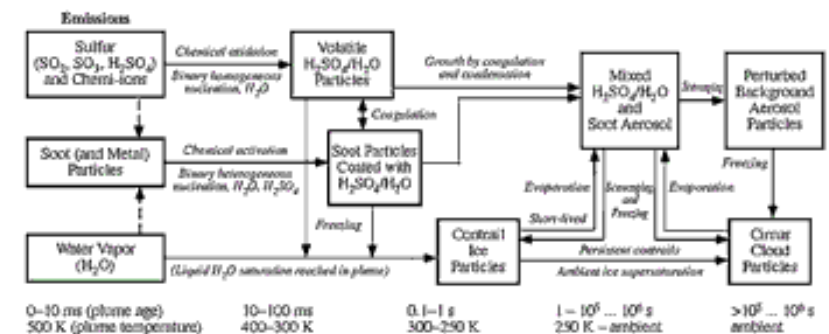 Emissions
Sulfur
(SO2, SO3, H2SO4)
and Chemi-ions
Chemical oxidation
Binary homogeneous
nucleation, H2O
Volatile
H2SO4/H2O
Particles
Growth by coagulation
and condensation
Mixed
H2SO4/H2O
and
Soot Aerosol
Scavenging
Perturbed
Background
Aerosol
Particles
Coagulation
Soot (and Metal)
Particles
Chemical activation
Binary heterogeneous
nucleation, H2O, H2SO4
Soot Particles
Coated with
H2SO4/H2O
Freezing
Evaporation
Scavenging
and
Freezing
Evaporation
Freezing
Short-lived
Water Vapor
(H2O)
(Liquid H2O saturation reached in plume)
Contrail
Ice
Particles
Persistent contrails
Ambient ice supersaturation
Cirrus
Cloud
Particles
0–10 ms (plume age)
500 K (plume temperature)
10–100 ms
400–300 K
0.1–1 s
300–290 K
1 – 10⁵ ... 10⁶ s
290 K – ambient
>10⁵ ... 10⁶ s
ambient